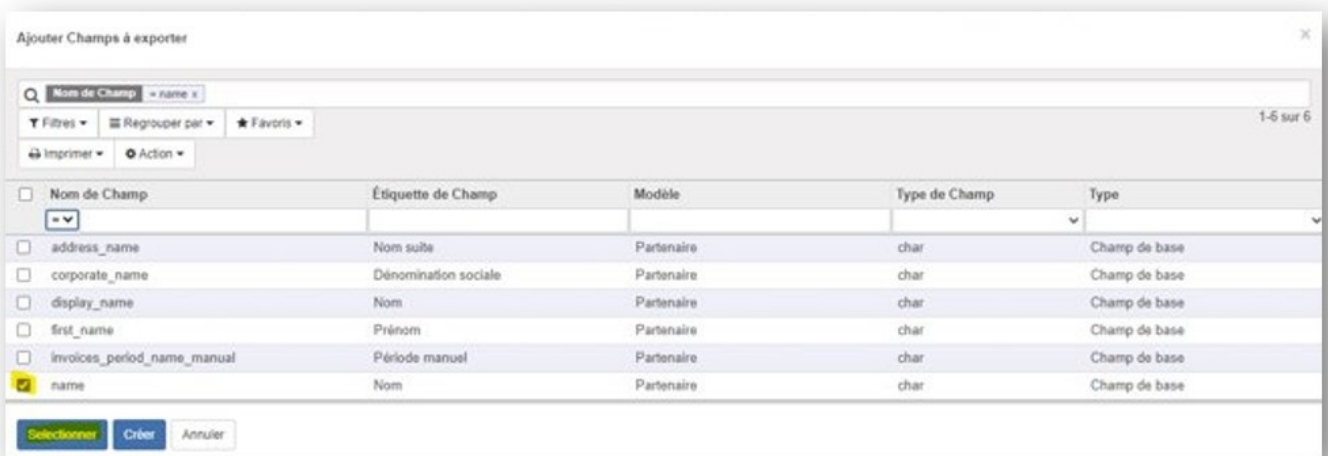 Ajouter Champs à exporter ×
Nom de Champ = name x
Filtres Regrouper par Favoris 1-6 sur 6
Imprimer Action
Nom de Champ Étiquette de Champ Modèle Type de Champ Type
=
address_name Nom suite Partenaire char Champ de base
corporate_name Dénomination sociale Partenaire char Champ de base
display_name Nom Partenaire char Champ de base
first_name Prénom Partenaire char Champ de base
invoices_period_name_manual Période manuel Partenaire char Champ de base
name Nom Partenaire char Champ de base
Selectionner Créer Annuler